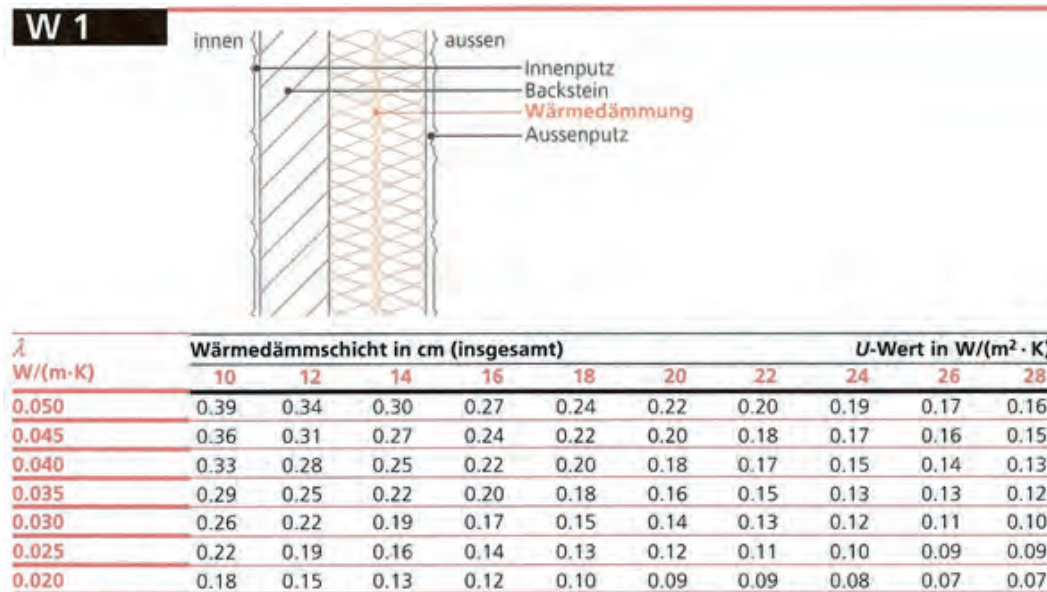 W 1
innen
aussen
Innenputz
Backstein
Wärmedämmung
Aussenputz
λ Wärmedämmschicht in cm (insgesamt) U-Wert in W/(m² · K)
W/(m·K) 10 12 14 16 18 20 22 24 26 28
0.050 0.39 0.34 0.30 0.27 0.24 0.22 0.20 0.19 0.17 0.16
0.045 0.36 0.31 0.27 0.24 0.22 0.20 0.18 0.17 0.16 0.15
0.040 0.33 0.28 0.25 0.22 0.20 0.18 0.17 0.15 0.14 0.13
0.035 0.29 0.25 0.22 0.20 0.18 0.16 0.15 0.13 0.13 0.12
0.030 0.26 0.22 0.19 0.17 0.15 0.14 0.13 0.12 0.11 0.10
0.025 0.22 0.19 0.16 0.14 0.13 0.12 0.11 0.10 0.09 0.09
0.020 0.18 0.15 0.13 0.12 0.10 0.09 0.09 0.08 0.07 0.07